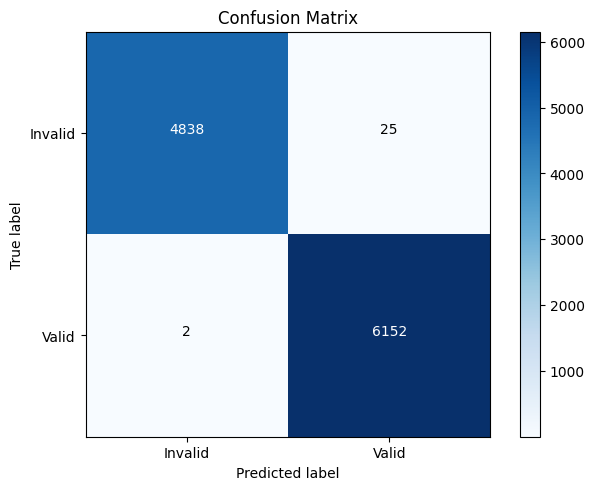 Confusion Matrix
6000
5000
4000
3000
2000
1000
True label
Invalid
4838
25
Valid
2
6152
Invalid
Valid
Predicted label